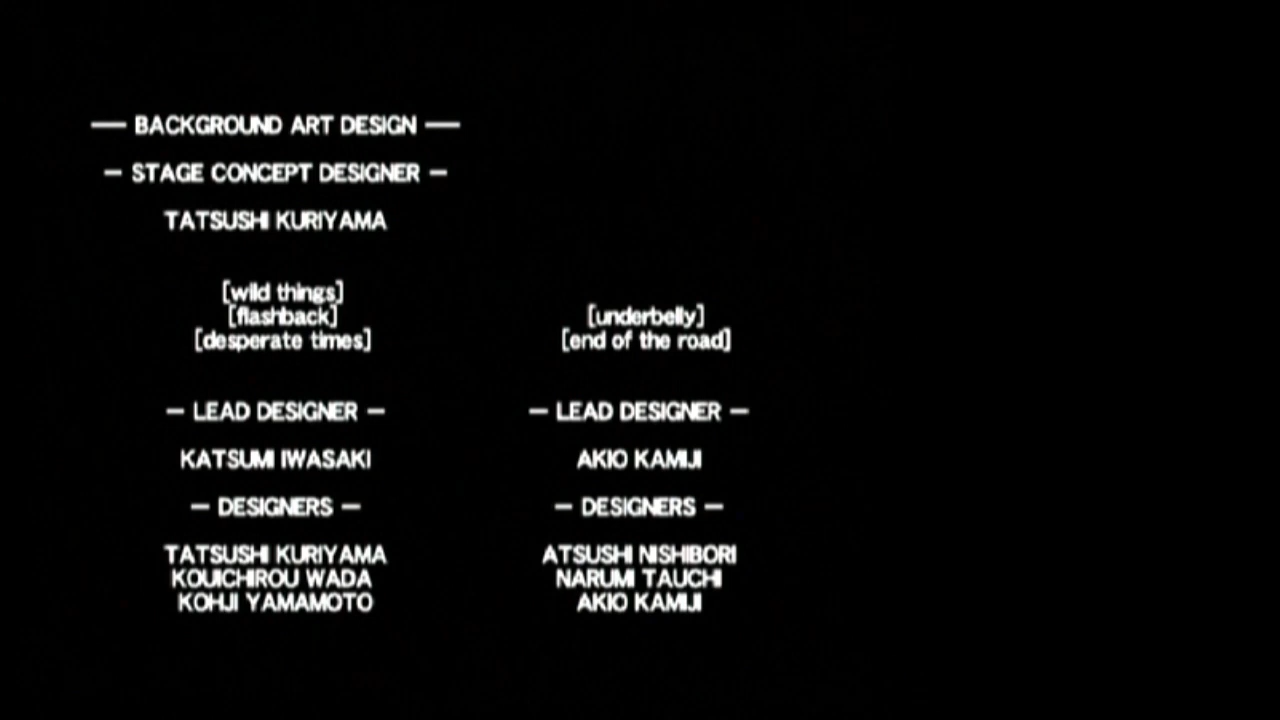 — BACKGROUND ART DESIGN —
– STAGE CONCEPT DESIGNER –
TATSUSHI KURIYAMA
[wild things]
[flashback]
[desperate times]
– LEAD DESIGNER –
KATSUMI IWASAKI
– DESIGNERS –
TATSUSHI KURIYAMA
KOUICHIROU WADA
KOHJI YAMAMOTO
[underbelly]
[end of the road]
– LEAD DESIGNER –
AKIO KAMIJI
– DESIGNERS –
ATSUSHI NISHIBORI
NARUMI TAUCHI
AKIO KAMIJI